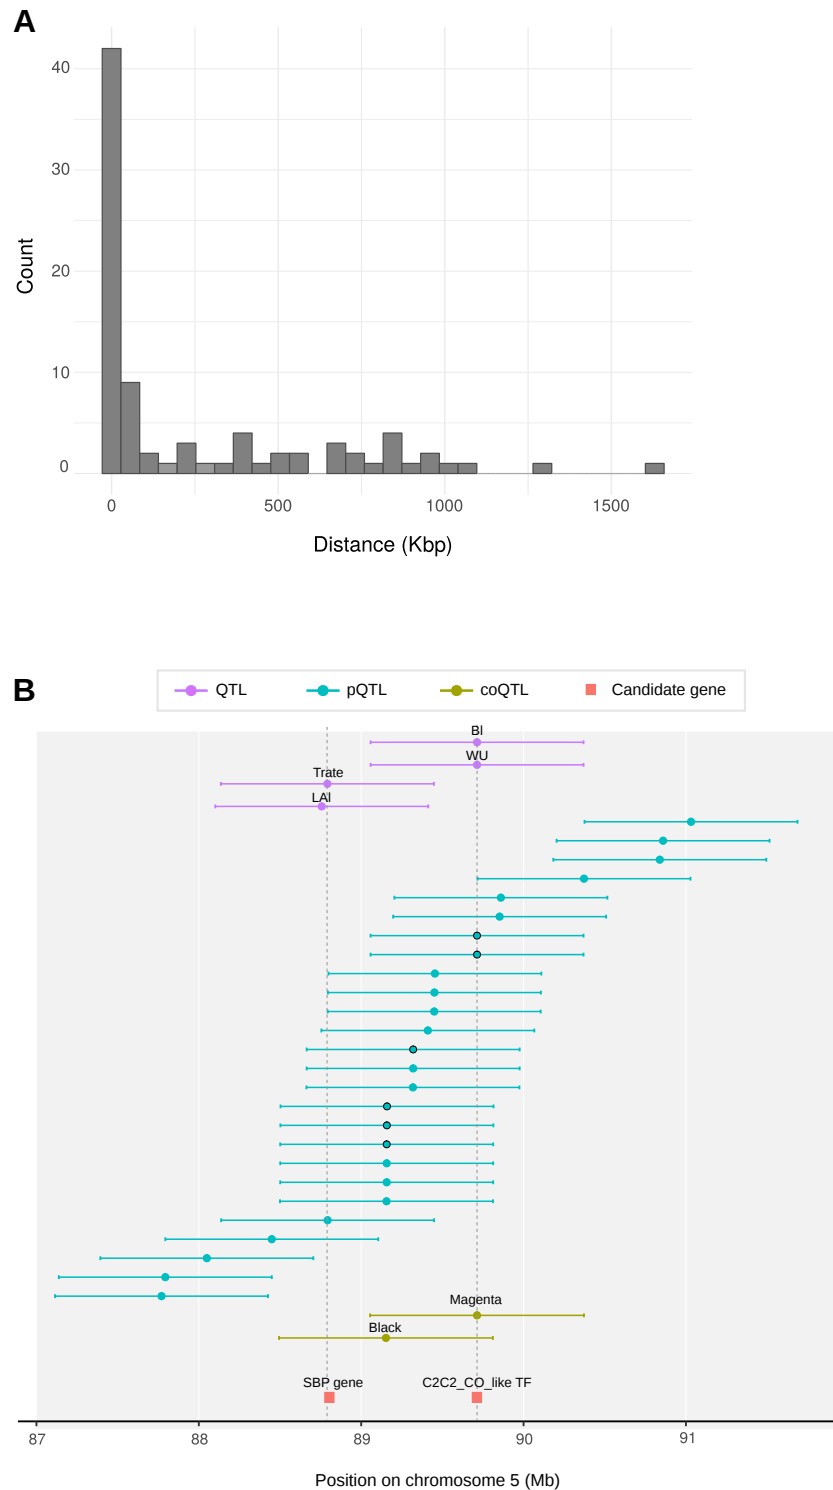 A
40
30
20
10
0
Count
0 500 1000 1500
Distance (Kbp)
B
QTL pQTL coQTL Candidate gene
Bl
WU
Trate
LAI
Magenta
Black
SBP gene C2C2_CO_like TF
87 88 89 90 91
Position on chromosome 5 (Mb)